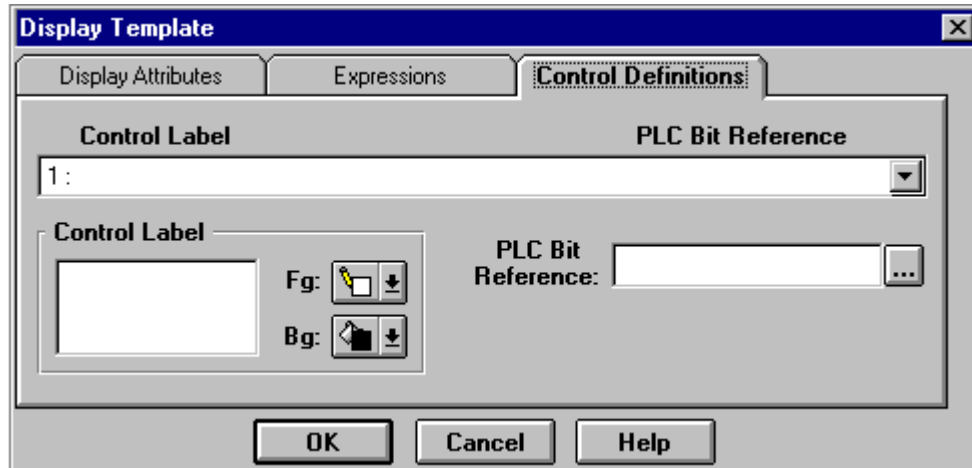 Display Template
Display Attributes Expressions Control Definitions
Control Label PLC Bit Reference
1 :
Control Label
Fg:
Bg:
PLC Bit
Reference:
...
OK Cancel Help